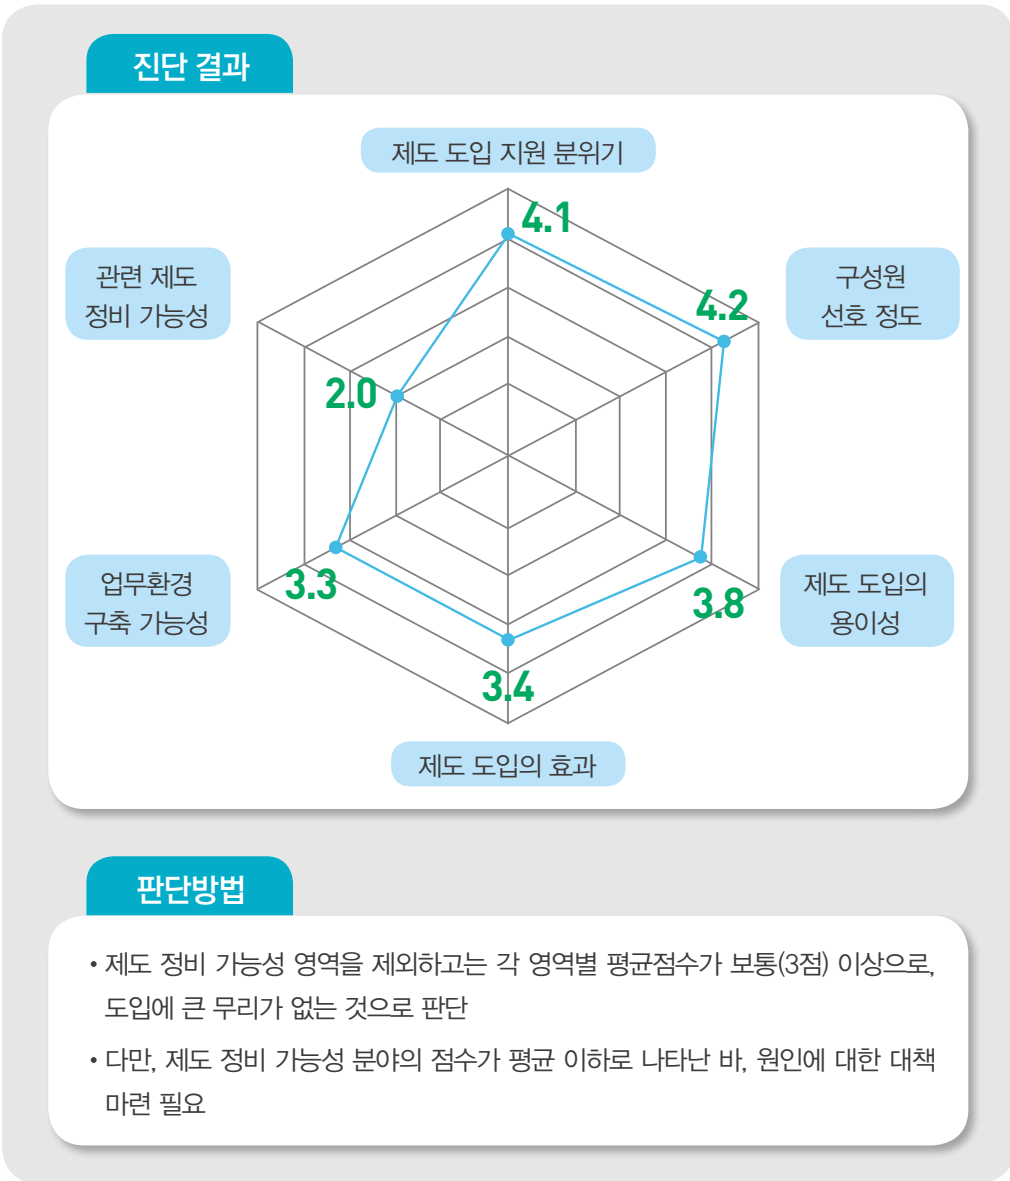 진단 결과
제도 도입 지원 분위기
4.1
관련 제도
정비 가능성
구성원
선호 정도
4.2
2.0
업무환경
구축 가능성
3.3
제도 도입의
용이성
3.8
3.4
제도 도입의 효과
판단방법
• 제도 정비 가능성 영역을 제외하고는 각 영역별 평균점수가 보통(3점) 이상으로,
도입에 큰 무리가 없는 것으로 판단
• 다만, 제도 정비 가능성 분야의 점수가 평균 이하로 나타난 바, 원인에 대한 대책
마련 필요